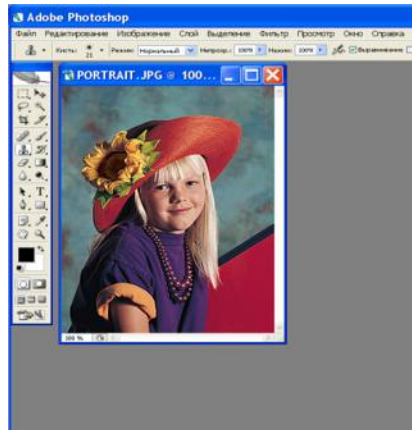 Adobe Photoshop
Файл Редактирование Изображение Слой Выделение Фильтр Просмотр Окно Справка
Кисть: 21 Режим: Нормальный Непрозр.: 100% Нажим: 100% Выравнивание
PORTRAIT.JPG @ 100...
T
100 %